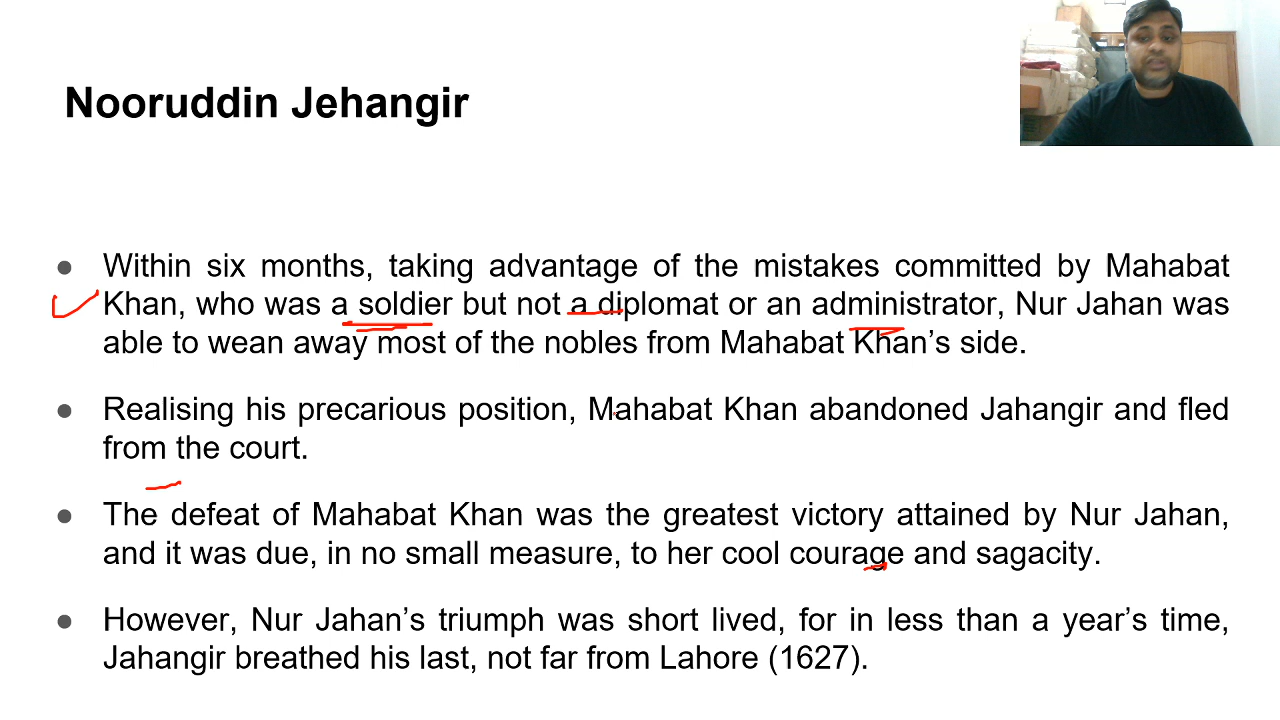 Nooruddin Jehangir
● Within six months, taking advantage of the mistakes committed by Mahabat
Khan, who was a soldier but not a diplomat or an administrator, Nur Jahan was
able to wean away most of the nobles from Mahabat Khan’s side.
● Realising his precarious position, Mahabat Khan abandoned Jahangir and fled
from the court.
● The defeat of Mahabat Khan was the greatest victory attained by Nur Jahan,
and it was due, in no small measure, to her cool courage and sagacity.
● However, Nur Jahan’s triumph was short lived, for in less than a year’s time,
Jahangir breathed his last, not far from Lahore (1627).